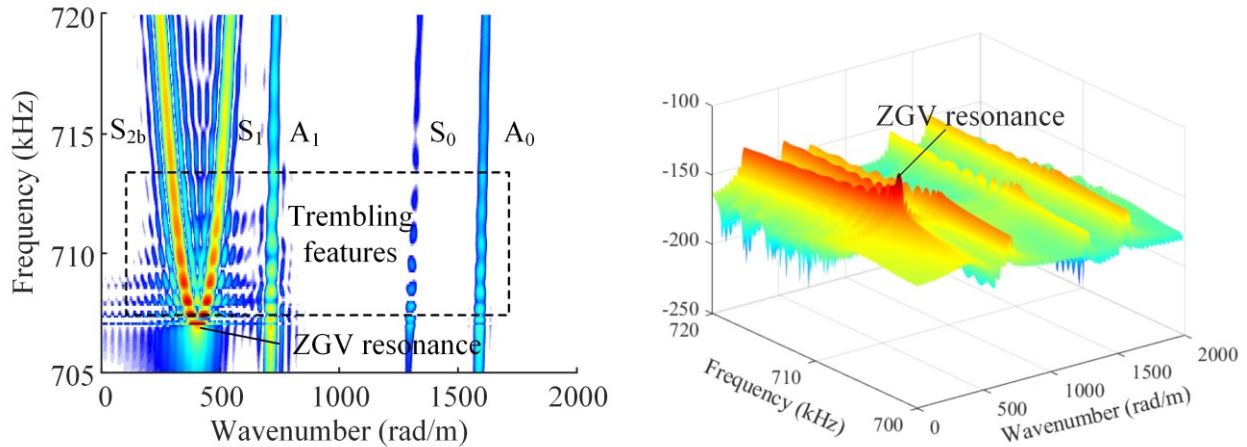 720
715
710
705
Frequency (kHz)
S2b
S1
A1
S0
A0
Trembling
features
ZGV resonance
0
500
1000
1500
2000
Wavenumber (rad/m)
-100
-150
-200
-250
ZGV resonance
720
710
700
Frequency (kHz)
0
500
1000
1500
2000
Wavenumber (rad/m)